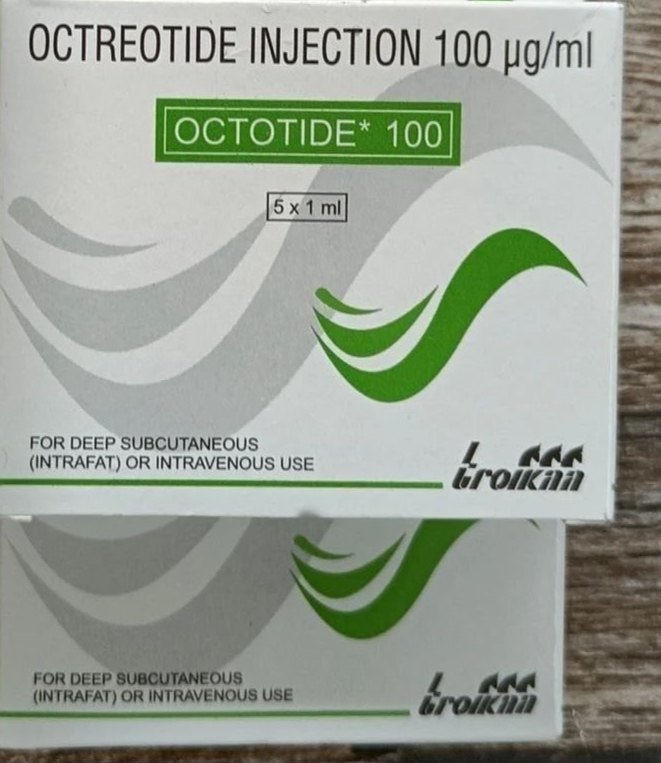 OCTREOTIDE INJECTION 100 µg/ml
OCTOTIDE* 100
5 x 1 ml
FOR DEEP SUBCUTANEOUS
(INTRAFAT) OR INTRAVENOUS USE
troikaa
FOR DEEP SUBCUTANEOUS
(INTRAFAT) OR INTRAVENOUS USE
troikaa